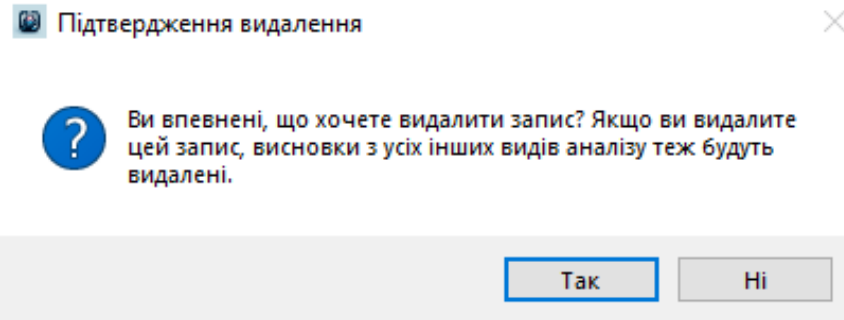 Підтвердження видалення
Ви впевнені, що хочете видалити запис? Якщо ви видалите
цей запис, висновки з усіх інших видів аналізу теж будуть
видалені.
Так
Ні